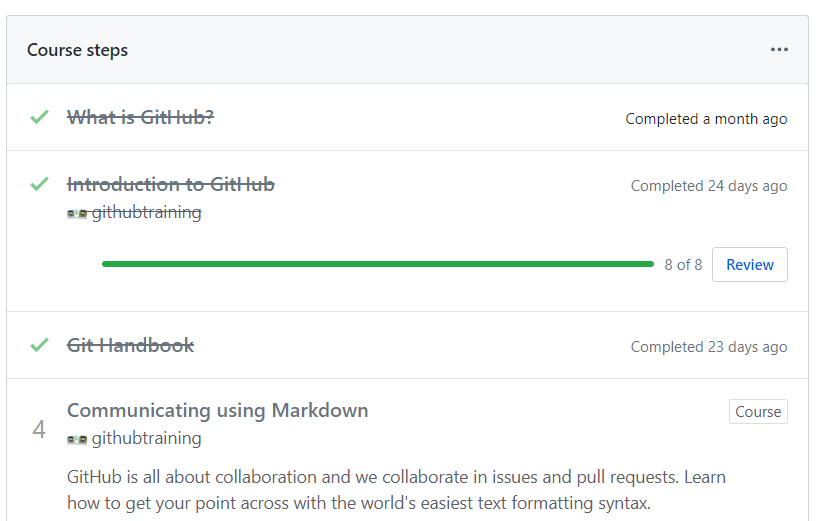 Course steps
What is GitHub?
Completed a month ago
Introduction to GitHub
Completed 24 days ago
githubtraining
8 of 8
Review
Git Handbook
Completed 23 days ago
4
Communicating using Markdown
Course
githubtraining
GitHub is all about collaboration and we collaborate in issues and pull requests. Learn
how to get your point across with the world's easiest text formatting syntax.